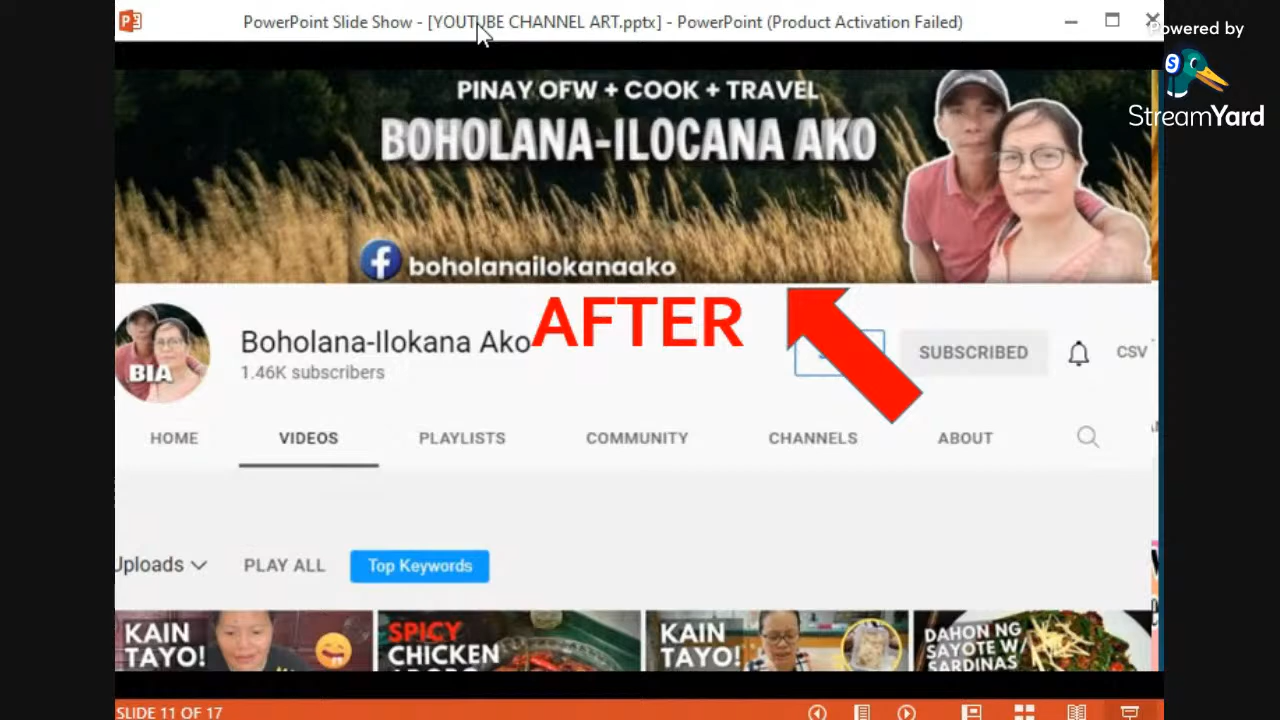 PowerPoint Slide Show - [YOUTUBE CHANNEL ART.pptx] - PowerPoint (Product Activation Failed)
Powered by
StreamYard
PINAY OFW + COOK + TRAVEL
BOHOLANA-ILOCANA AKO
boholanailokanaako
AFTER
Boholana-Ilokana Ako
1.46K subscribers
SUBSCRIBED
CSV
BIA
HOME VIDEOS PLAYLISTS COMMUNITY CHANNELS ABOUT
Uploads PLAY ALL Top Keywords
KAIN
TAYO!
SPICY
CHICKEN
ADOBO
KAIN
TAYO!
DAHON NG
SAYOTE W/
SARDINAS
SLIDE 11 OF 17